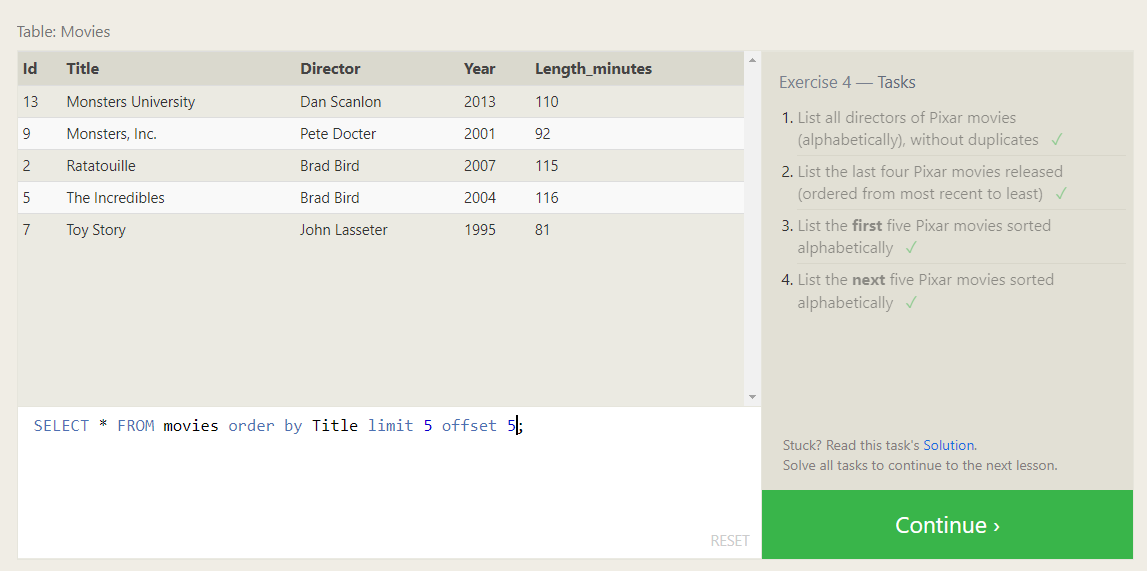 Table: Movies
Id Title Director Year Length_minutes
13 Monsters University Dan Scanlon 2013 110
9 Monsters, Inc. Pete Docter 2001 92
2 Ratatouille Brad Bird 2007 115
5 The Incredibles Brad Bird 2004 116
7 Toy Story John Lasseter 1995 81
SELECT * FROM movies order by Title limit 5 offset 5;
RESET
Exercise 4 — Tasks
1. List all directors of Pixar movies
(alphabetically), without duplicates ✓
2. List the last four Pixar movies released
(ordered from most recent to least) ✓
3. List the first five Pixar movies sorted
alphabetically ✓
4. List the next five Pixar movies sorted
alphabetically ✓
Stuck? Read this task's Solution.
Solve all tasks to continue to the next lesson.
Continue ›